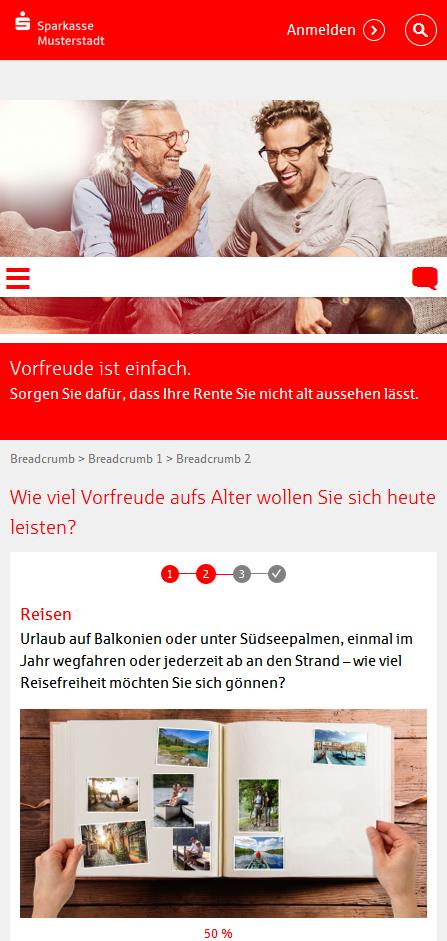 Sparkasse
Musterstadt
Anmelden
Vorfreude ist einfach.
Sorgen Sie dafür, dass Ihre Rente Sie nicht alt aussehen lässt.
Breadcrumb > Breadcrumb 1 > Breadcrumb 2
Wie viel Vorfreude aufs Alter wollen Sie sich heute
leisten?
1 2 3
Reisen
Urlaub auf Balkonien oder unter Südseepalmen, einmal im
Jahr wegfahren oder jederzeit ab an den Strand – wie viel
Reisefreiheit möchten Sie sich gönnen?
50 %